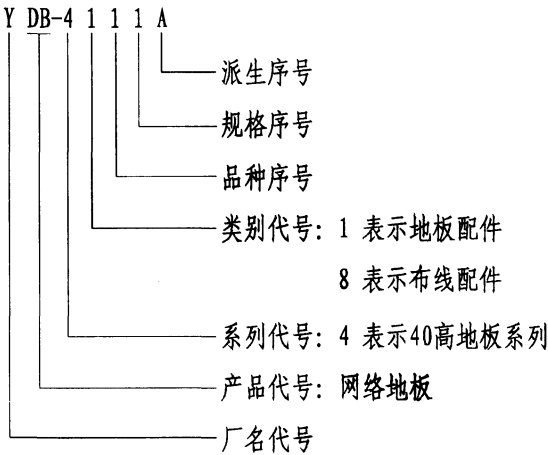 Y DB-4 1 1 1 A
派生序号
规格序号
品种序号
类别代号: 1 表示地板配件
8 表示布线配件
系列代号: 4 表示40高地板系列
产品代号: 网络地板
厂名代号